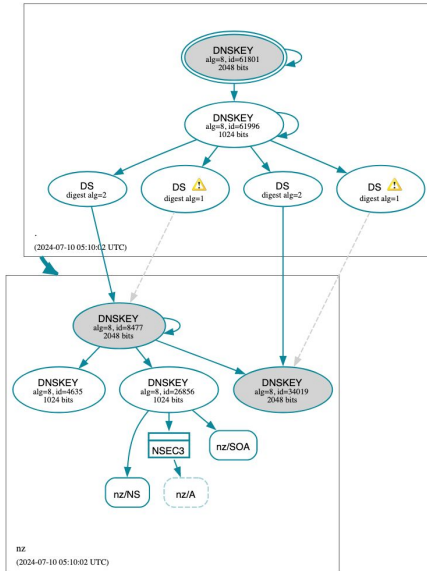 DNSKEY
alg=8, id=61801
2048 bits
DNSKEY
alg=8, id=61996
1024 bits
DS
digest alg=2
DS
digest alg=1
DS
digest alg=2
DS
digest alg=1
.
(2024-07-10 05:10:02 UTC)
DNSKEY
alg=8, id=8477
2048 bits
DNSKEY
alg=8, id=4635
1024 bits
DNSKEY
alg=8, id=26856
1024 bits
DNSKEY
alg=8, id=34019
2048 bits
NSEC3
nz/SOA
nz/NS
nz/A
nz
(2024-07-10 05:10:02 UTC)